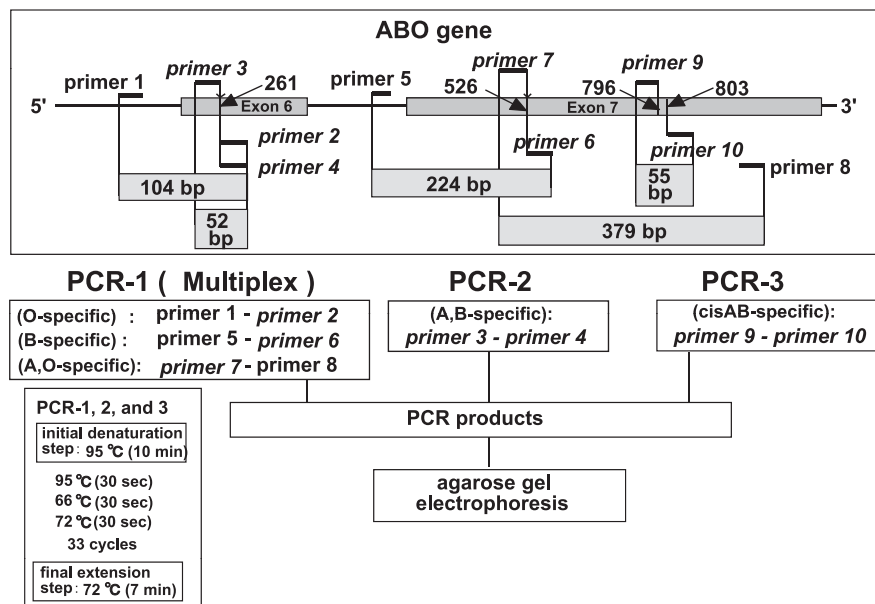 ABO gene
primer 1
primer 3
261
primer 5
primer 7
526
primer 9
796
803
5'
Exon 6
Exon 7
3'
primer 2
primer 4
primer 6
primer 10
primer 8
104 bp
52
bp
224 bp
55
bp
379 bp
PCR-1 ( Multiplex)
(O-specific) : primer 1 - primer 2
(B-specific) : primer 5 - primer 6
(A,O-specific): primer 7 - primer 8
PCR-2
(A,B-specific):
primer 3 - primer 4
PCR-3
(cisAB-specific):
primer 9 - primer 10
PCR products
agarose gel
electrophoresis
PCR-1, 2, and 3
initial denaturation
step: 95 ℃ (10 min)
95 ℃ (30 sec)
66 ℃ (30 sec)
72 ℃ (30 sec)
33 cycles
final extension
step: 72 ℃ (7 min)